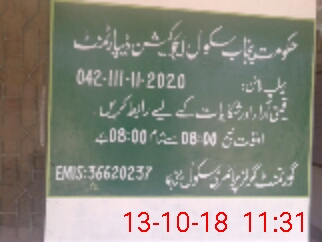 حکومت پنجاب سکول ایجوکیشن ڈیپارٹمنٹ
ہیلپ لائن: 042-111-11-2020
قیمتی آراء اور شکایات کے لیے رابطہ کریں۔
اوقات صبح 08:00 سے شام 08:00 بجے
گورنمنٹ گرلز پرائمری سکول
EMIS:36620237
13-10-18 11:31